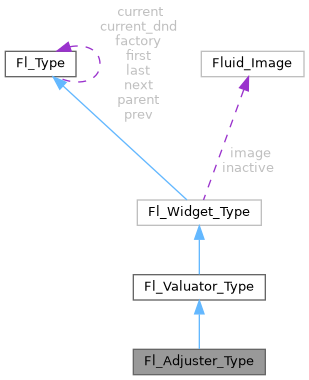 current
current_dnd
factory
first
last
next
parent
prev
Fl_Type
Fluid_Image
image
inactive
Fl_Widget_Type
Fl_Valuator_Type
Fl_Adjuster_Type